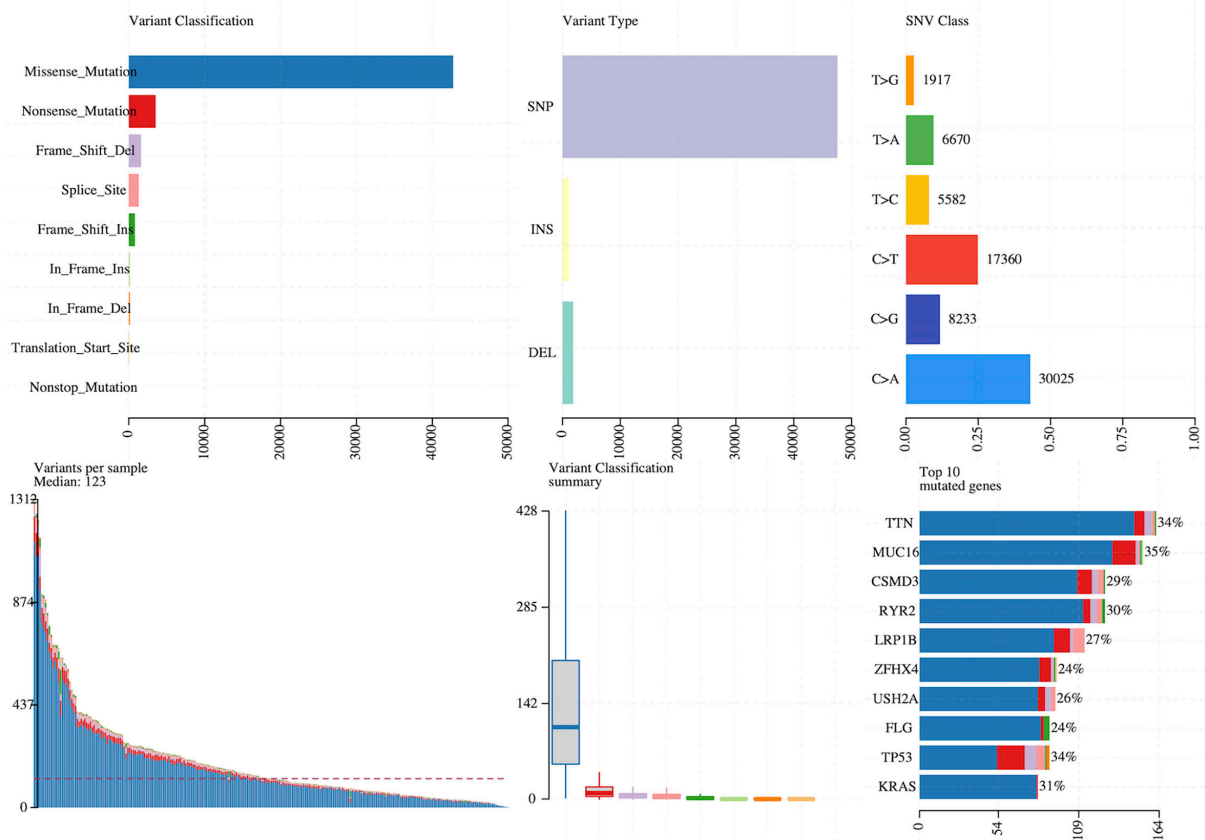 Variant Classification
Missense_Mutation
Nonsense_Mutation
Frame_Shift_Del
Splice_Site
Frame_Shift_Ins
In_Frame_Ins
In_Frame_Del
Translation_Start_Site
Nonstop_Mutation
0
10000
20000
30000
40000
50000
Variant Type
SNP
INS
DEL
0
10000
20000
30000
40000
50000
SNV Class
T>G 1917
T>A 6670
T>C 5582
C>T 17360
C>G 8233
C>A 30025
0.00
0.25
0.50
0.75
1.00
Variants per sample
Median: 123
1312
874
437
0
Variant Classification
summary
428
285
142
0
Top 10
mutated genes
TTN 34%
MUC16 35%
CSMD3 29%
RYR2 30%
LRP1B 27%
ZFHX4 24%
USH2A 26%
FLG 24%
TP53 34%
KRAS 31%
0
54
109
164